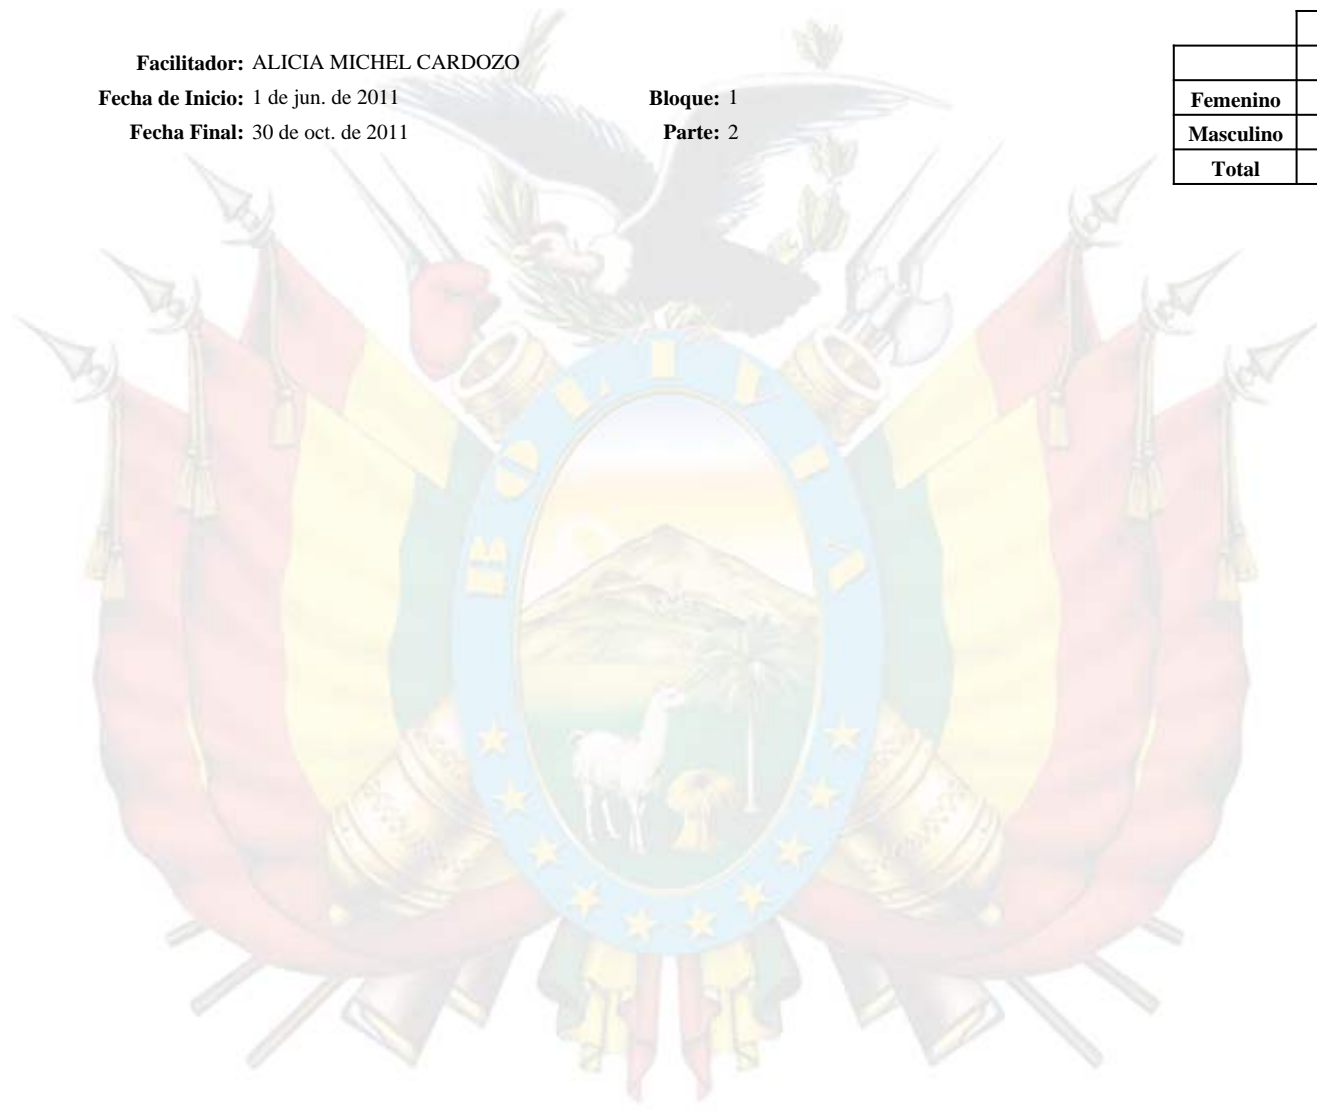 Facilitador: ALICIA MICHEL CARDOZO
Fecha de Inicio: 1 de jun. de 2011 Bloque: 1
Fecha Final: 30 de oct. de 2011 Parte: 2
Femenino
Masculino
Total
BOLIVIA